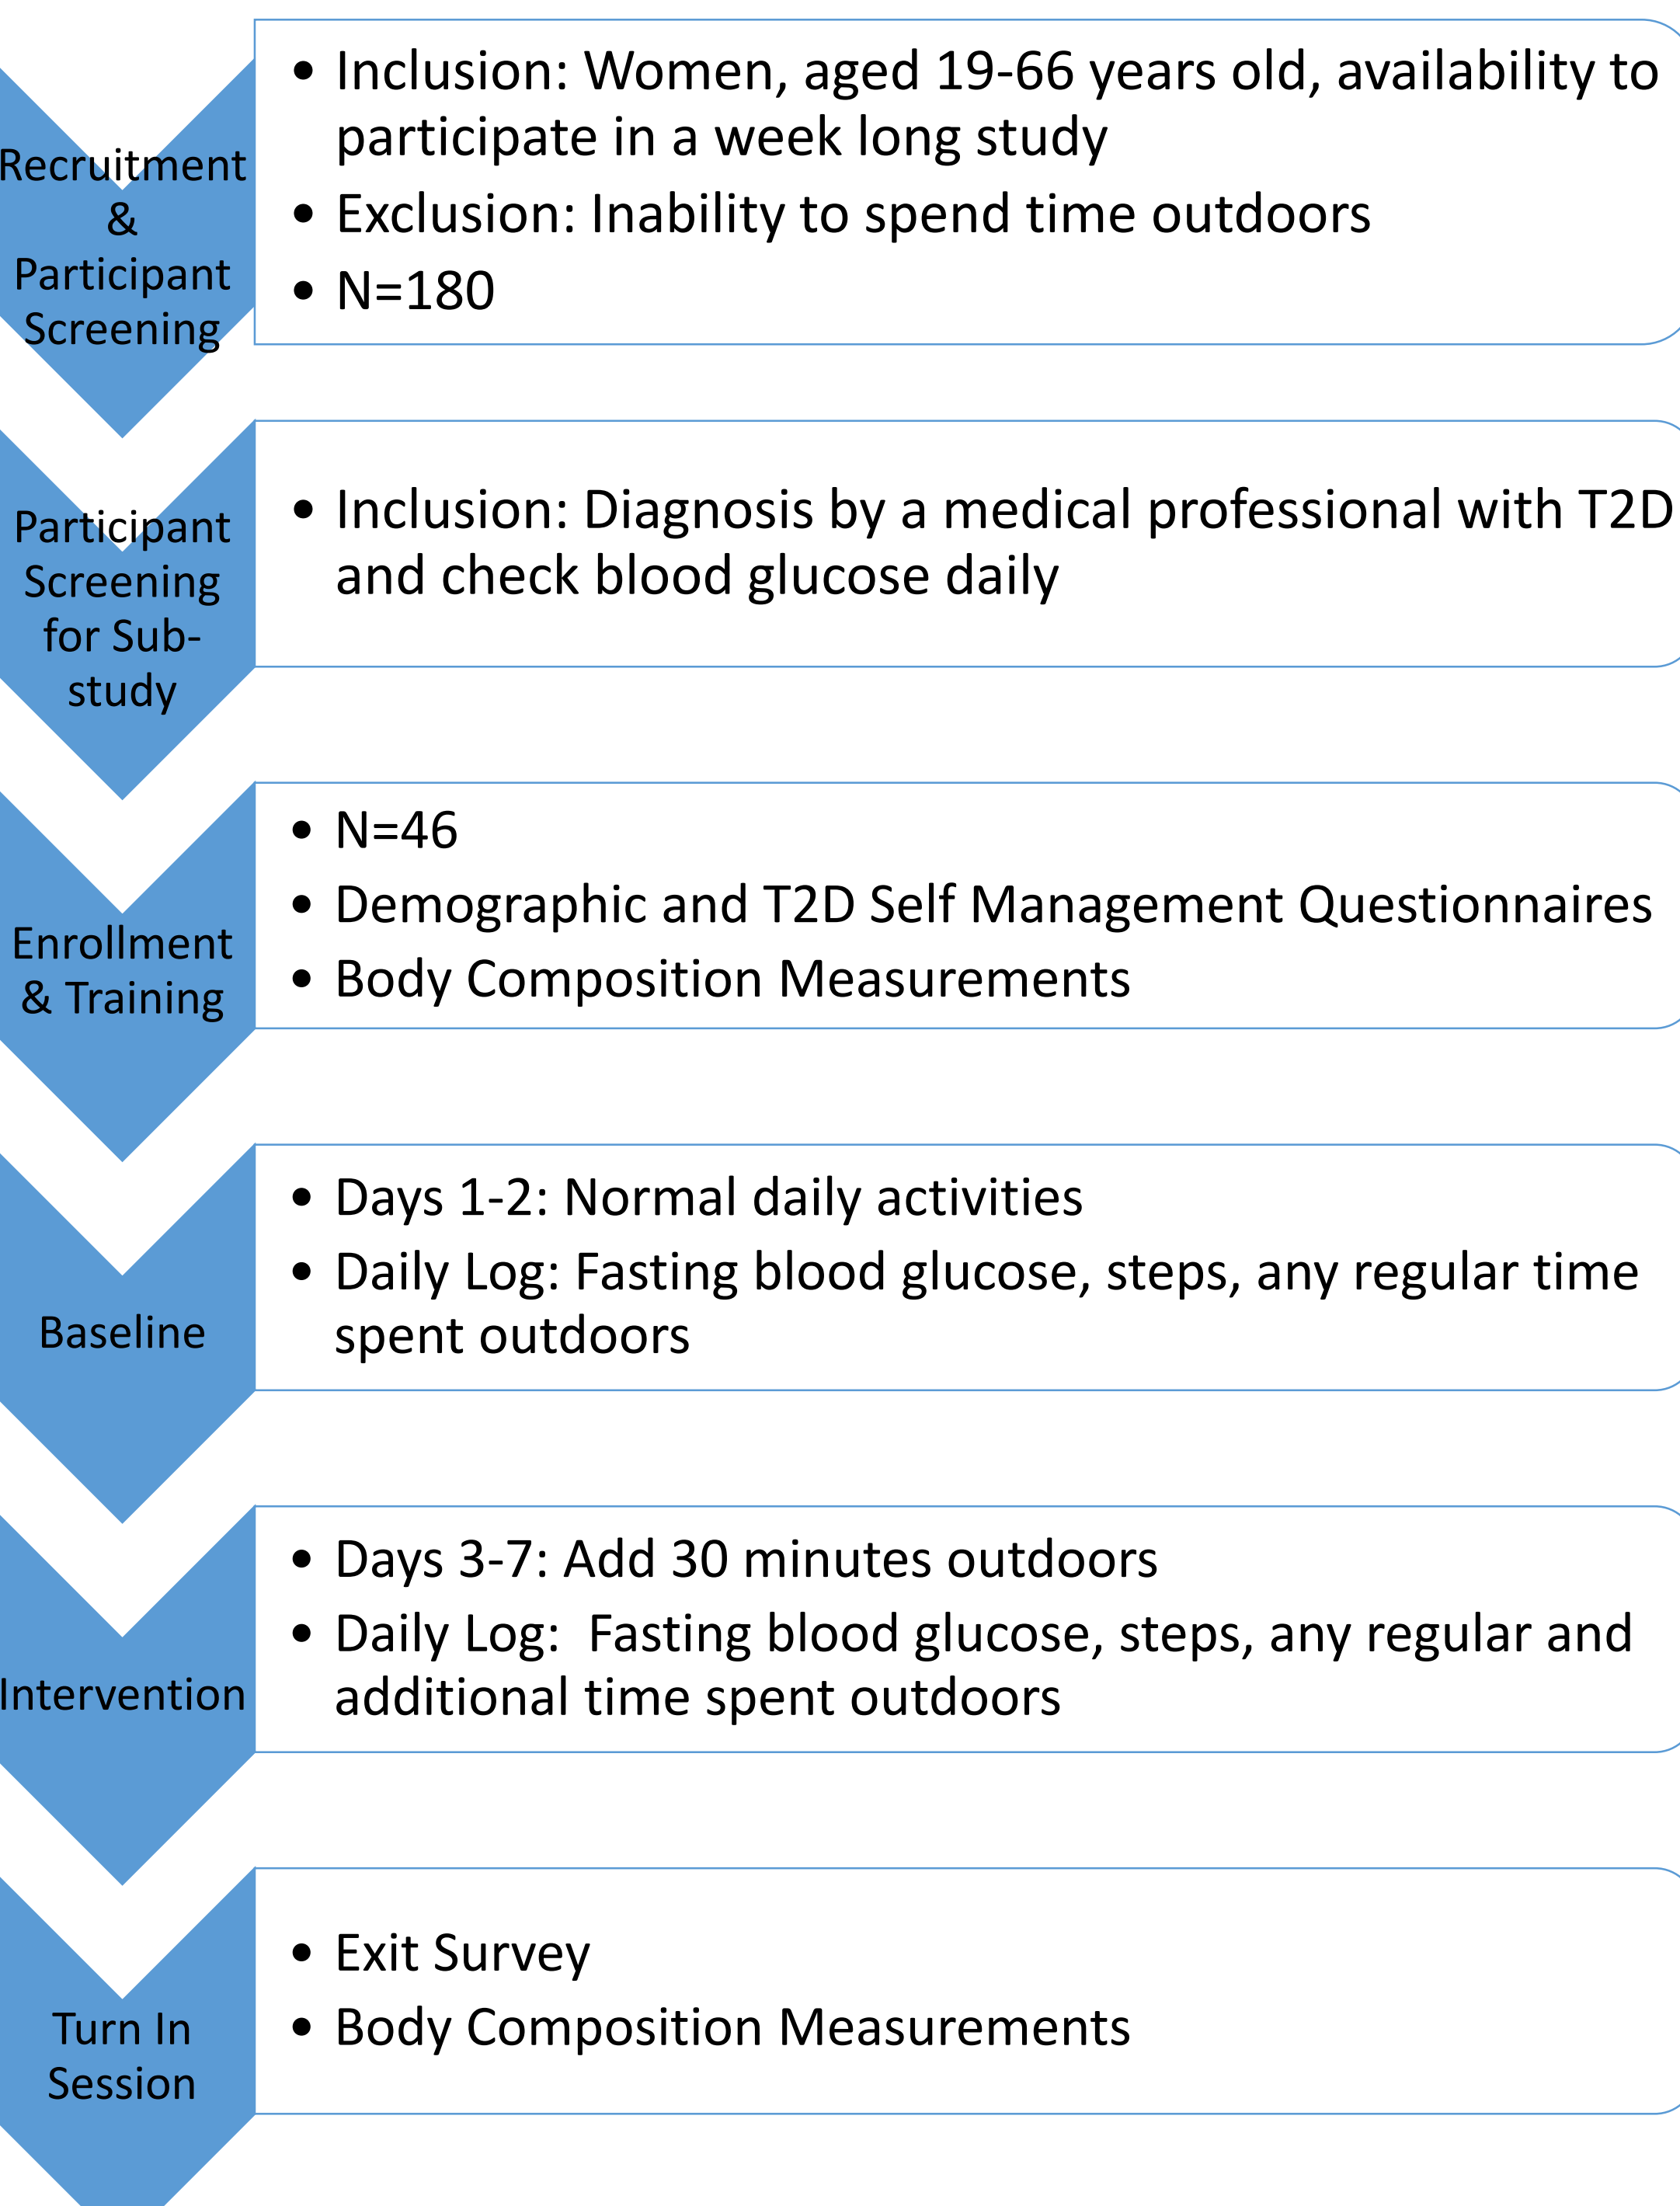 Recruitment
&
Participant
Screening
• Inclusion: Women, aged 19-66 years old, availability to
participate in a week long study
• Exclusion: Inability to spend time outdoors
• N=180
Participant
Screening
for Sub-
study
• Inclusion: Diagnosis by a medical professional with T2D
and check blood glucose daily
Enrollment
& Training
• N=46
• Demographic and T2D Self Management Questionnaires
• Body Composition Measurements
Baseline
• Days 1-2: Normal daily activities
• Daily Log: Fasting blood glucose, steps, any regular time
spent outdoors
Intervention
• Days 3-7: Add 30 minutes outdoors
• Daily Log:  Fasting blood glucose, steps, any regular and
additional time spent outdoors
Turn In
Session
• Exit Survey
• Body Composition Measurements